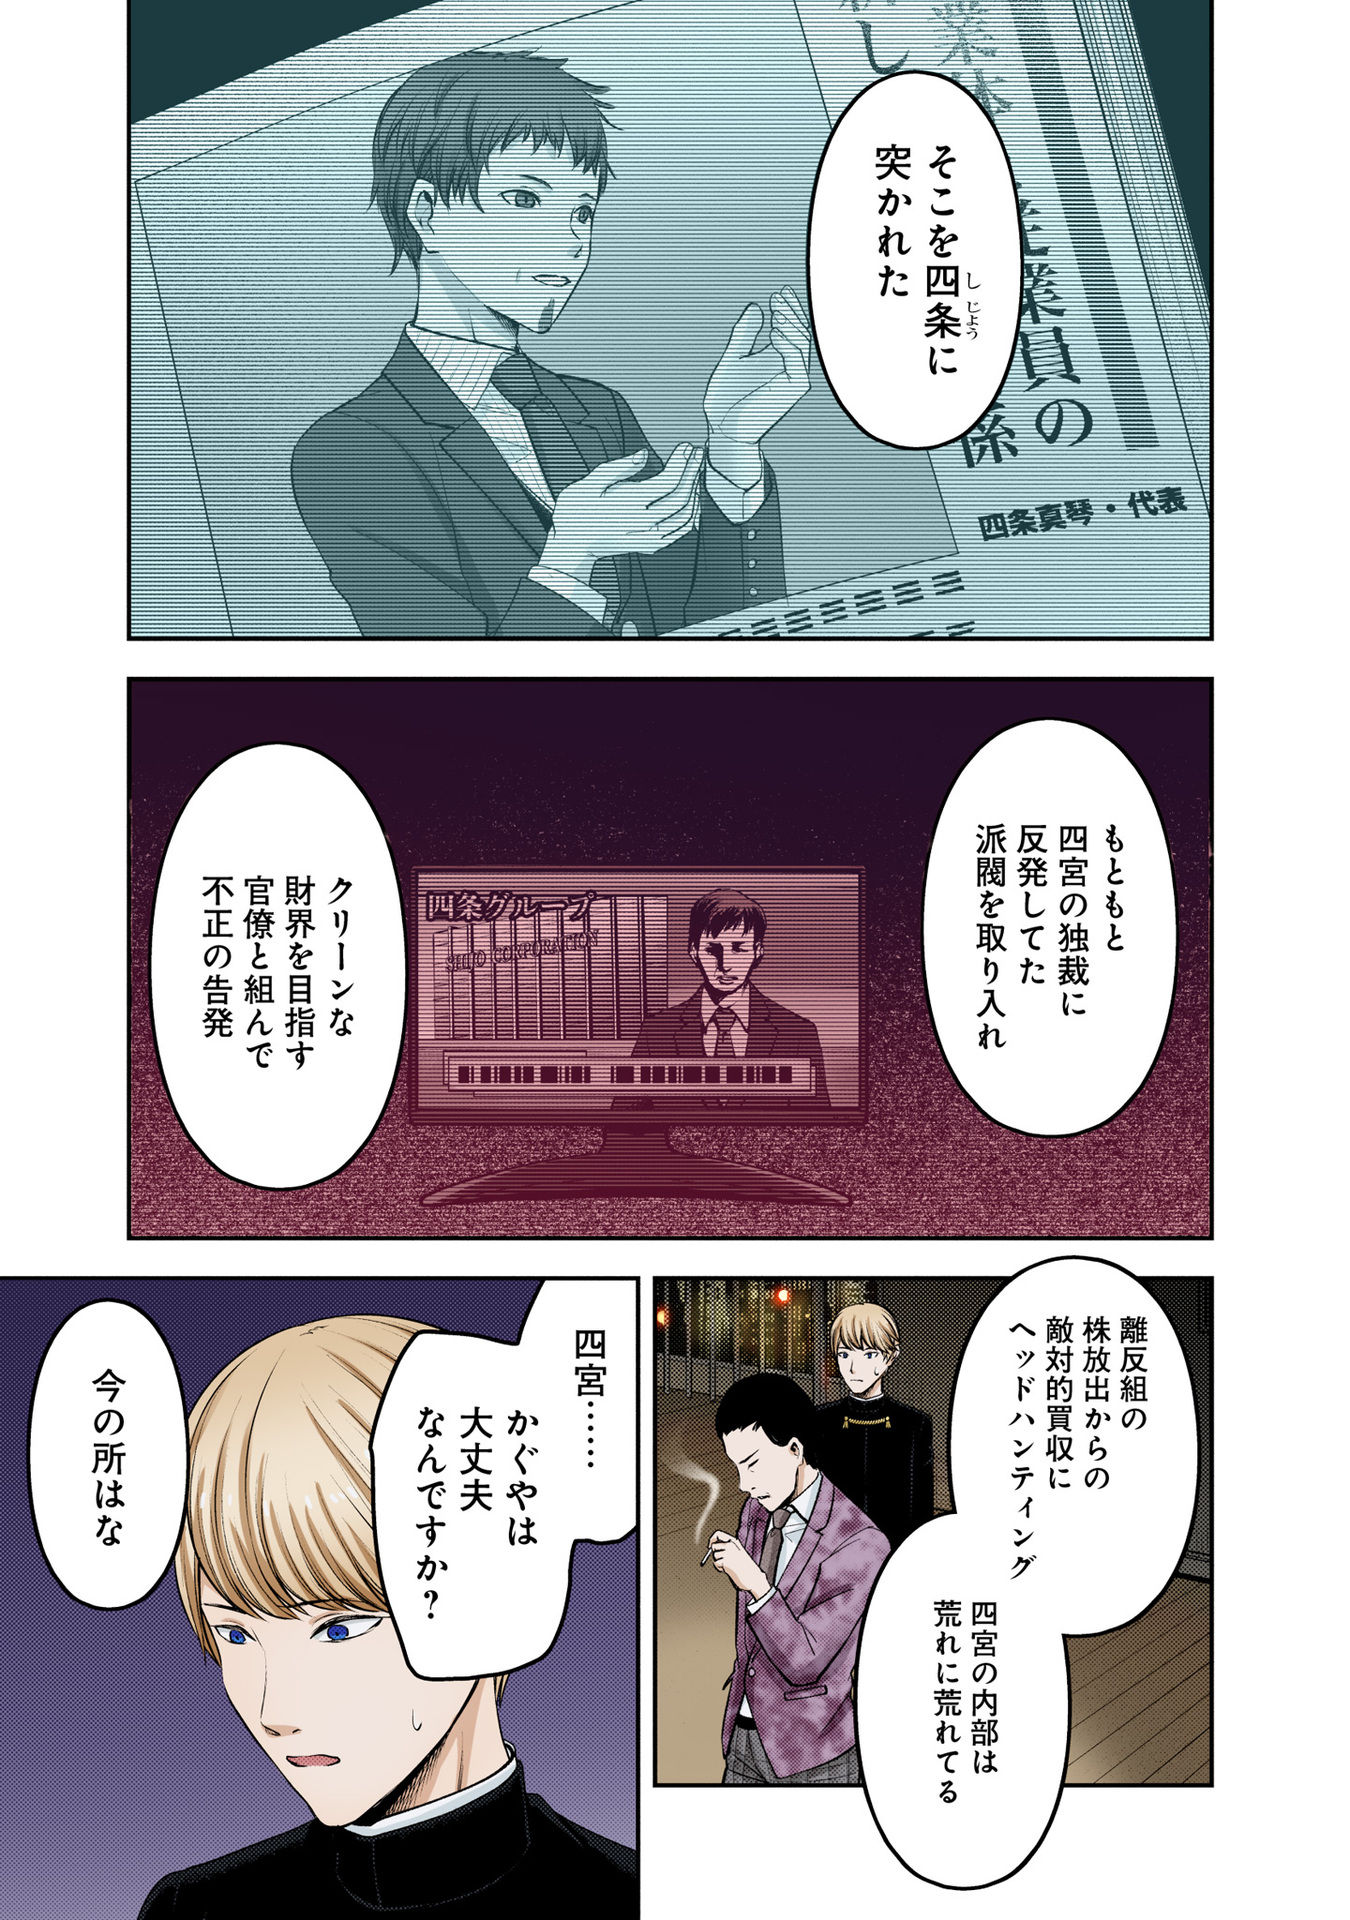 そこを四条に
しじょう
突かれた
業員の
係
四条真琴・代表
もともと
四宮の独裁に
反発してた
派閥を取り入れ
クリーンな
財界を目指す
官僚と組んで
不正の告発
四条グループ
SHIJO CORPORATION
離反組の
株放出からの
敵対的買収に
ヘッドハンティング
四宮の内部は
荒れに荒れてる
四宮……
かぐやは
大丈夫
なんですか?
今の所はな